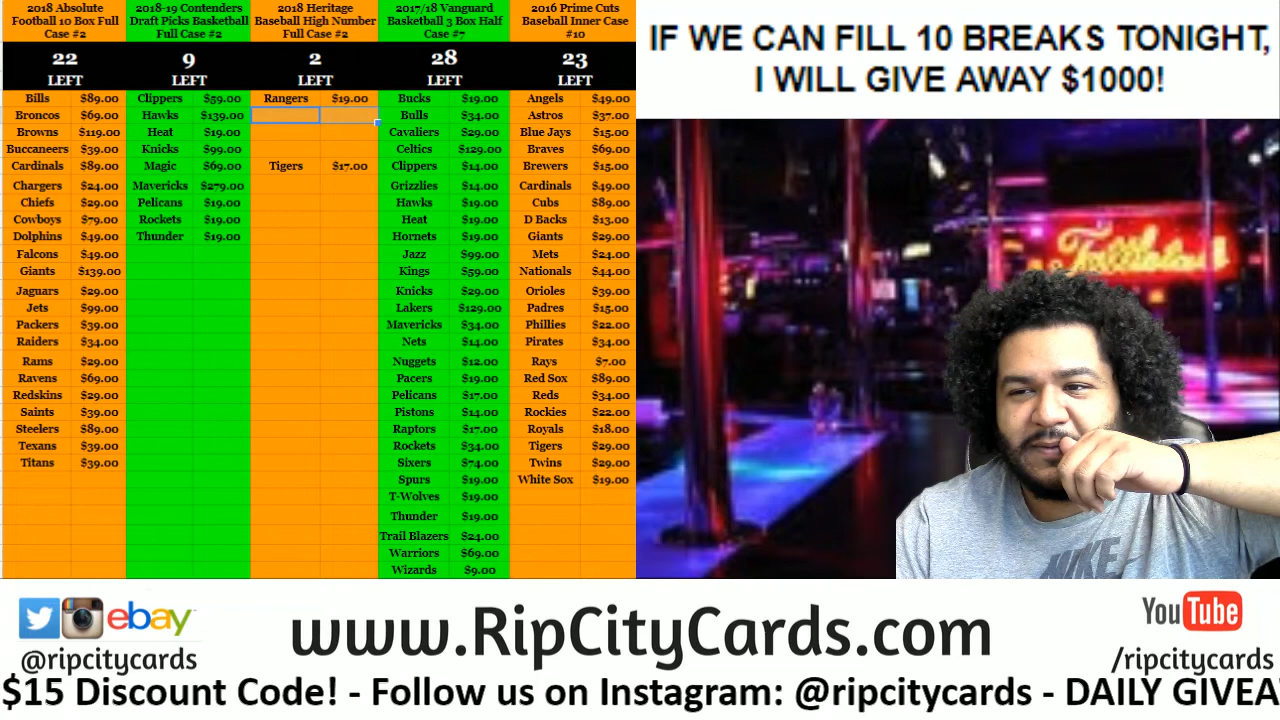 2018 Absolute
Football 10 Box Full
Case #2
22
LEFT
Bills $89.00
Broncos $69.00
Browns $119.00
Buccaneers $39.00
Cardinals $89.00
Chargers $24.00
Chiefs $29.00
Cowboys $79.00
Dolphins $49.00
Falcons $49.00
Giants $139.00
Jaguars $29.00
Jets $99.00
Packers $39.00
Raiders $34.00
Rams $29.00
Ravens $69.00
Redskins $29.00
Saints $39.00
Steelers $89.00
Texans $39.00
Titans $39.00
2018-19 Contenders
Draft Picks Basketball
Full Case #2
9
LEFT
Clippers $59.00
Hawks $139.00
Heat $19.00
Knicks $99.00
Magic $69.00
Mavericks $279.00
Pelicans $19.00
Rockets $19.00
Thunder $19.00
2018 Heritage
Baseball High Number
Full Case #2
2
LEFT
Rangers $19.00
Tigers $17.00
2017/18 Vanguard
Basketball 3 Box Half
Case #7
28
LEFT
Bucks $19.00
Bulls $34.00
Cavaliers $29.00
Celtics $129.00
Clippers $14.00
Grizzlies $14.00
Hawks $19.00
Heat $19.00
Hornets $19.00
Jazz $99.00
Kings $59.00
Knicks $29.00
Lakers $129.00
Mavericks $34.00
Nets $14.00
Nuggets $12.00
Pacers $19.00
Pelicans $17.00
Pistons $14.00
Raptors $17.00
Rockets $34.00
Sixers $74.00
Spurs $19.00
T-Wolves $19.00
Thunder $19.00
Trail Blazers $24.00
Warriors $69.00
Wizards $9.00
2016 Prime Cuts
Baseball Inner Case
#10
23
LEFT
Angels $49.00
Astros $37.00
Blue Jays $15.00
Braves $69.00
Brewers $15.00
Cardinals $49.00
Cubs $89.00
D Backs $13.00
Giants $29.00
Mets $24.00
Nationals $44.00
Orioles $39.00
Padres $15.00
Phillies $22.00
Pirates $34.00
Rays $7.00
Red Sox $89.00
Reds $34.00
Rockies $22.00
Royals $18.00
Tigers $29.00
Twins $29.00
White Sox $19.00
IF WE CAN FILL 10 BREAKS TONIGHT,
I WILL GIVE AWAY $1000!
NIKE
ebay
@ripcitycards
www.RipCityCards.com
YouTube
/ripcitycards
$15 Discount Code! - Follow us on Instagram: @ripcitycards - DAILY GIVEA